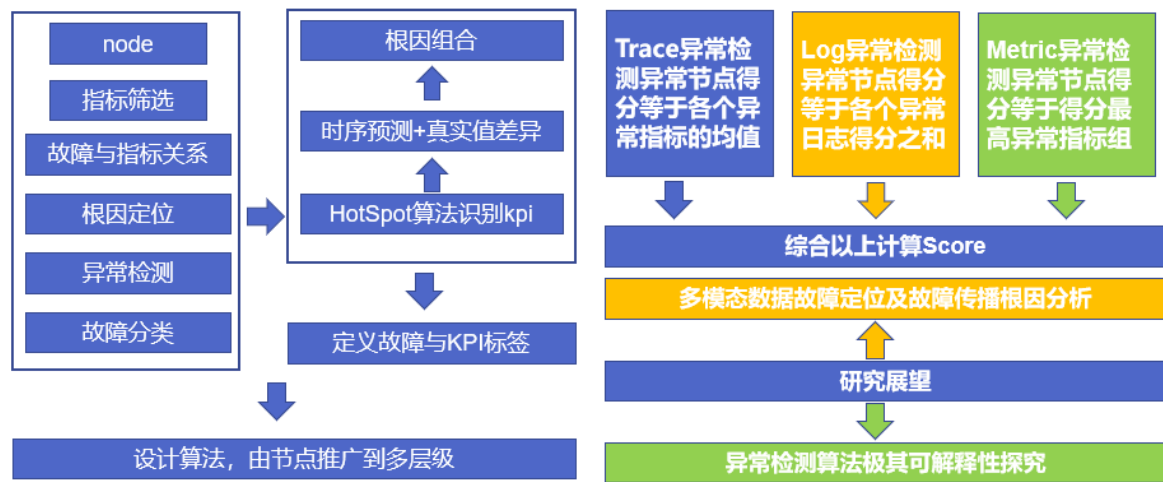 node
指标筛选
故障与指标关系
根因定位
异常检测
故障分类
根因组合
时序预测+真实值差异
HotSpot算法识别kpi
定义故障与KPI标签
设计算法，由节点推广到多层级
Trace异常检
测异常节点得
分等于各个异
常指标的均值
Log异常检测
异常节点得分
等于各个异常
日志得分之和
Metric异常检
测异常节点得
分等于得分最
高异常指标组
综合以上计算Score
多模态数据故障定位及故障传播根因分析
研究展望
异常检测算法极其可解释性探究